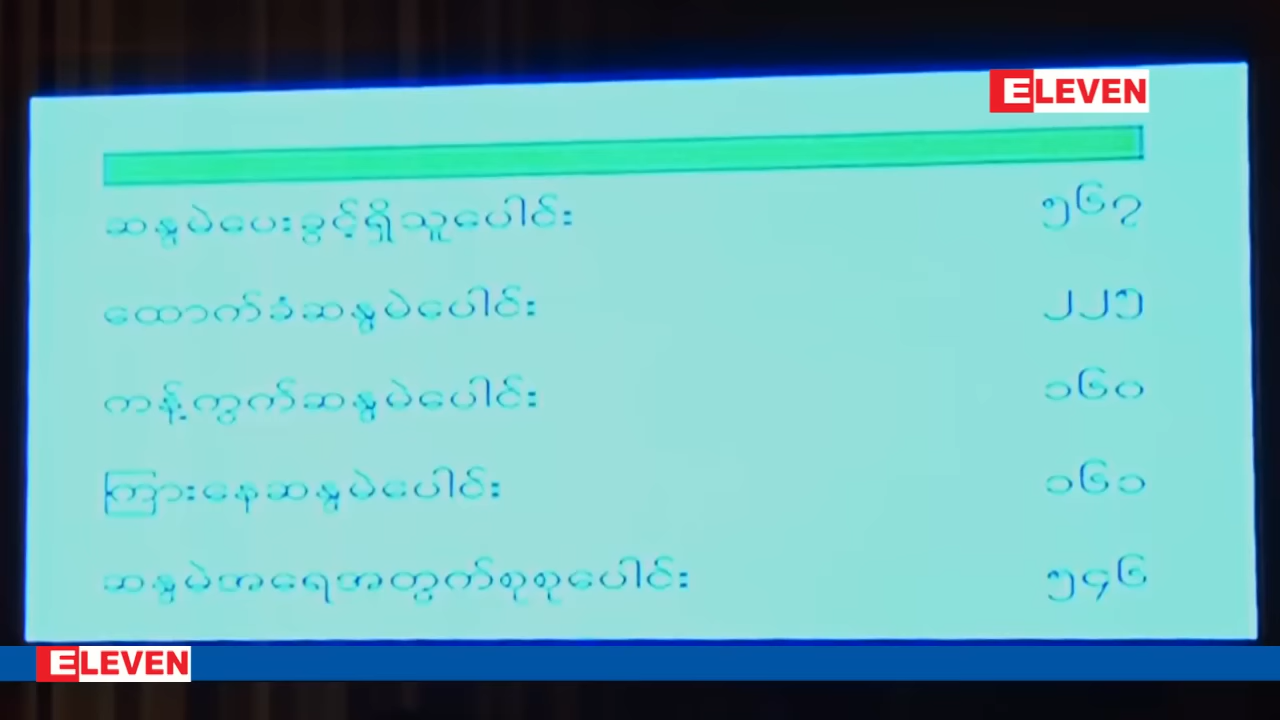 ELEVEN
ဆန္ဒမဲပေးခွင့်ရှိသူပေါင်း ၅၆၇
ထောက်ခံဆန္ဒမဲပေါင်း ၂၂၅
ကန့်ကွက်ဆန္ဒမဲပေါင်း ၁၆၀
ကြားနေဆန္ဒမဲပေါင်း ၁၆၁
ဆန္ဒမဲအရေအတွက်စုစုပေါင်း ၅၄၆
ELEVEN